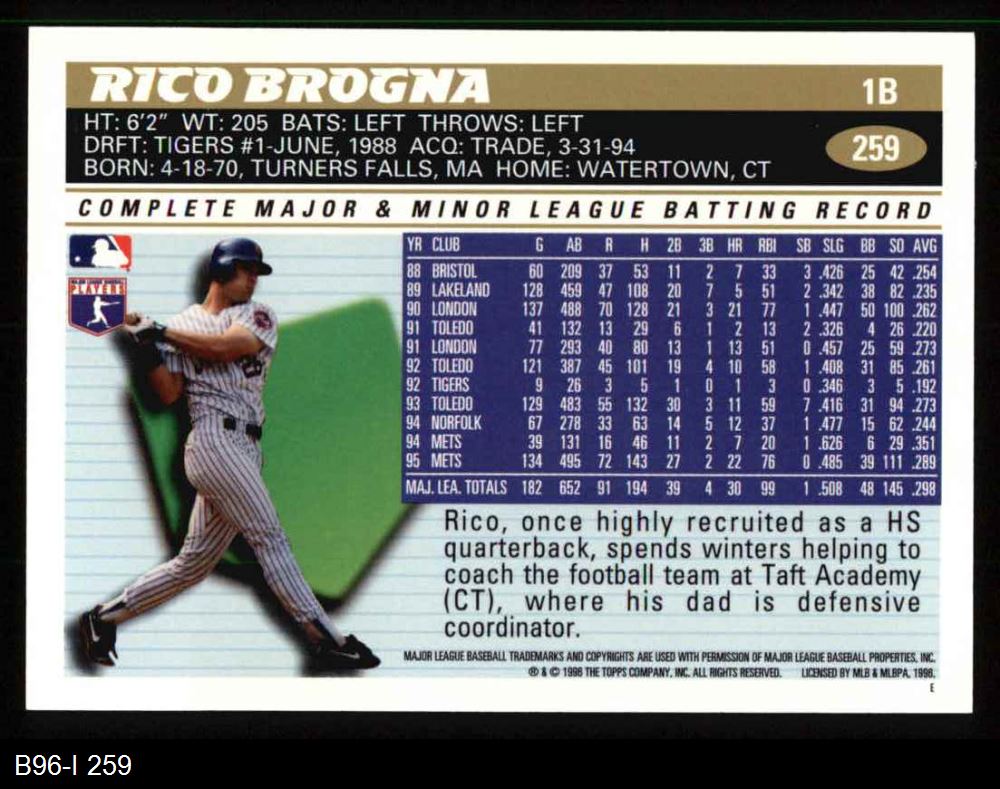 RICO BROGNA 1B
HT: 6'2" WT: 205 BATS: LEFT THROWS: LEFT
DRFT: TIGERS #1-JUNE, 1988 ACQ: TRADE, 3-31-94
BORN: 4-18-70, TURNERS FALLS, MA HOME: WATERTOWN, CT
259
COMPLETE MAJOR & MINOR LEAGUE BATTING RECORD
YR CLUB G AB R H 2B 3B HR RBI SB SLG BB SO AVG
88 BRISTOL 60 209 37 53 11 2 7 33 3 .426 25 42 .254
89 LAKELAND 128 459 47 108 20 7 5 51 2 .342 38 82 .235
90 LONDON 137 488 70 128 21 3 21 77 1 .447 50 100 .262
91 TOLEDO 41 132 13 29 6 1 2 13 2 .326 4 26 .220
91 LONDON 77 293 40 80 13 1 13 51 0 .457 25 59 .273
92 TOLEDO 121 387 45 101 19 4 10 58 1 .408 31 85 .261
92 TIGERS 9 26 3 5 1 0 1 3 0 .346 3 5 .192
93 TOLEDO 129 483 55 132 30 3 11 59 7 .416 31 94 .273
94 NORFOLK 67 278 33 63 14 5 12 37 1 .477 15 62 .244
94 METS 39 131 16 46 11 2 7 20 1 .626 6 29 .351
95 METS 134 495 72 143 27 2 22 76 0 .485 39 111 .289
MAJ. LEA. TOTALS 182 652 91 194 39 4 30 99 1 .508 48 145 .298
PLAYERS
Rico, once highly recruited as a HS
quarterback, spends winters helping to
coach the football team at Taft Academy
(CT), where his dad is defensive
coordinator.
MAJOR LEAGUE BASEBALL TRADEMARKS AND COPYRIGHTS ARE USED WITH PERMISSION OF MAJOR LEAGUE BASEBALL PROPERTIES, INC.
® & © 1996 THE TOPPS COMPANY, INC. ALL RIGHTS RESERVED. LICENSED BY MLB & MLBPA, 1996.
E
B96-I 259